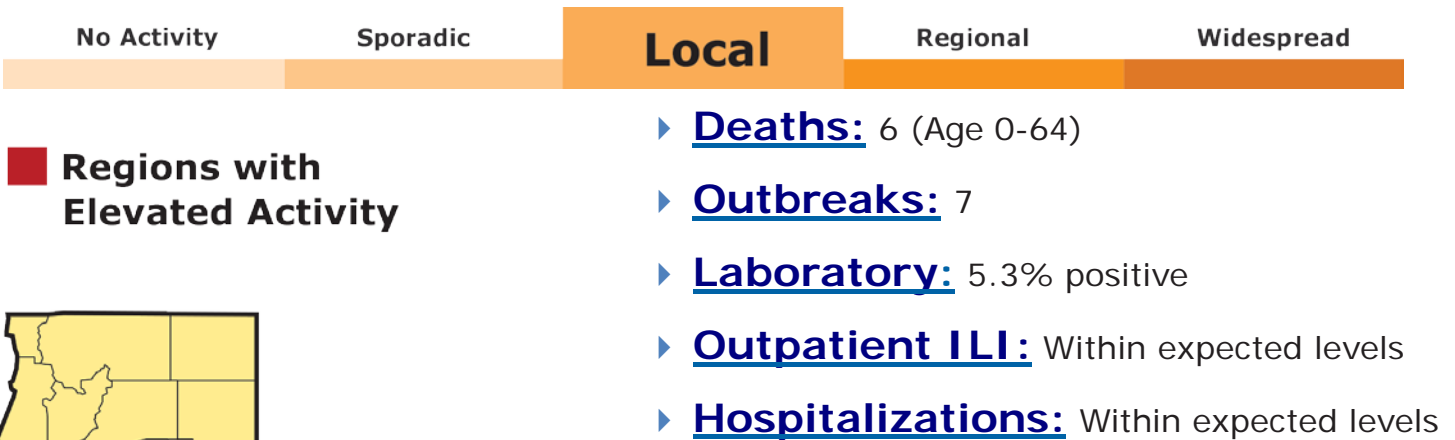 No Activity Sporadic Local Regional Widespread
Regions with
Elevated Activity
Deaths: 6 (Age 0-64)
Outbreaks: 7
Laboratory: 5.3% positive
Outpatient ILI: Within expected levels
Hospitalizations: Within expected levels